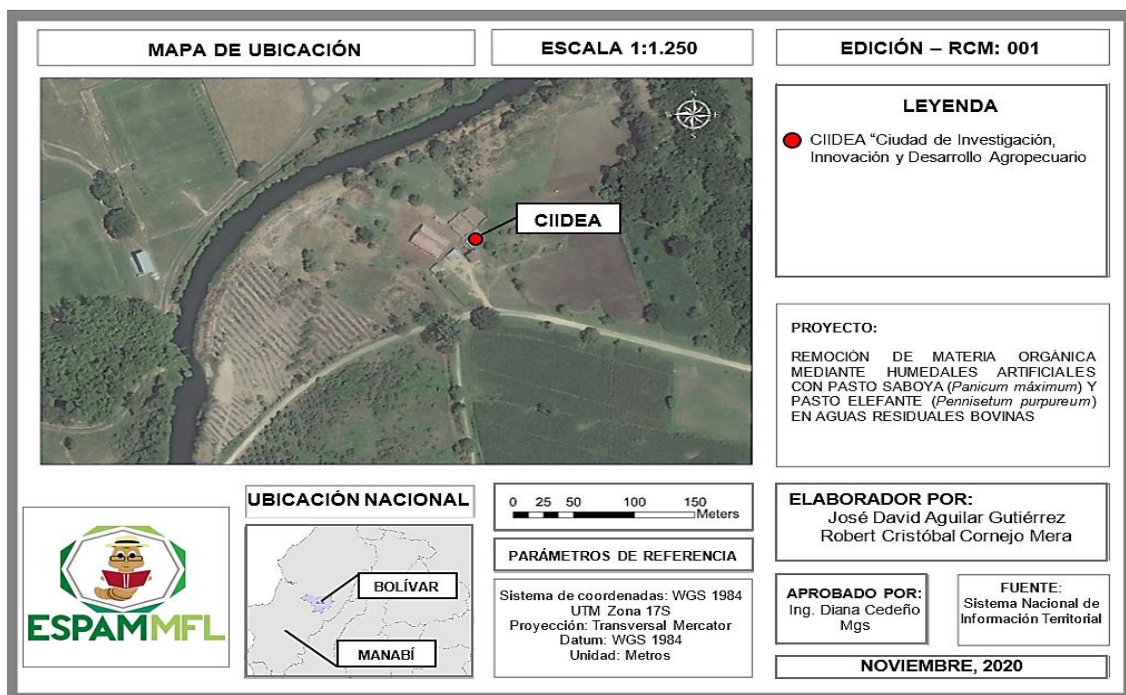 MAPA DE UBICACIÓN
ESCALA 1:1.250
EDICIÓN – RCM: 001
N
W
E
S
CIIDEA
LEYENDA
CIIDEA “Ciudad de Investigación,
Innovación y Desarrollo Agropecuario
PROYECTO:
REMOCIÓN DE MATERIA ORGÁNICA
MEDIANTE HUMEDALES ARTIFICIALES
CON PASTO SABOYA (Panicum máximum) Y
PASTO ELEFANTE (Pennisetum purpureum)
EN AGUAS RESIDUALES BOVINAS
ESPAMMFL
UBICACIÓN NACIONAL
BOLÍVAR
MANABÍ
0 25 50 100 150
Meters
PARÁMETROS DE REFERENCIA
Sistema de coordenadas: WGS 1984
UTM Zona 17S
Proyección: Transversal Mercator
Datum: WGS 1984
Unidad: Metros
ELABORADOR POR:
José David Aguilar Gutiérrez
Robert Cristóbal Cornejo Mera
APROBADO POR:
Ing. Diana Cedeño
Mgs
FUENTE:
Sistema Nacional de
Información Territorial
NOVIEMBRE, 2020